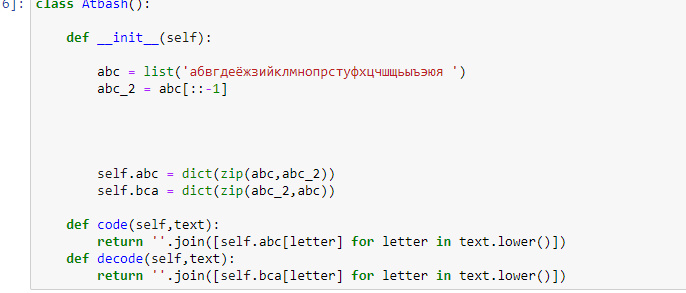 6]: class Atbash():
def __init__(self):
abc = list('абвгдеёжзийклмнопрстуфхцчшщьыъэюя ')
abc_2 = abc[::-1]
self.abc = dict(zip(abc,abc_2))
self.bca = dict(zip(abc_2,abc))
def code(self,text):
return ''.join([self.abc[letter] for letter in text.lower()])
def decode(self,text):
return ''.join([self.bca[letter] for letter in text.lower()])